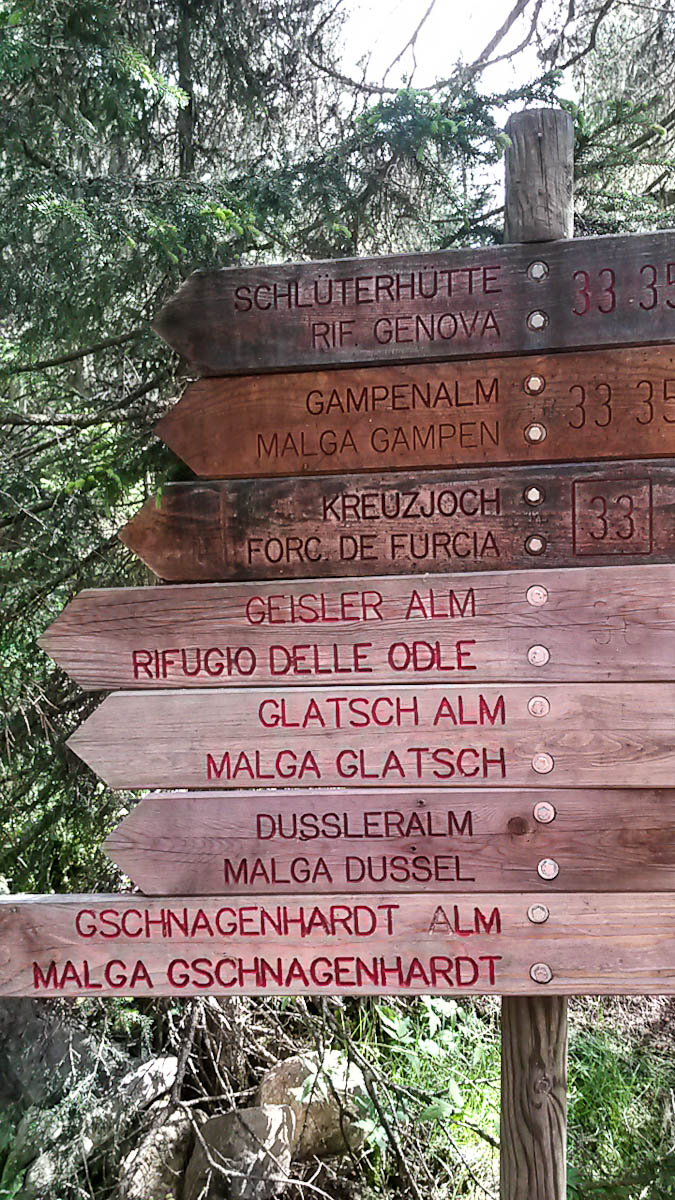 SCHLÜTERHÜTTE 33 35
RIF. GENOVA
GAMPENALM 33 35
MALGA GAMPEN
KREUZJOCH 33
FORC. DE FURCIA
GEISLER ALM
RIFUGIO DELLE ODLE
GLATSCH ALM
MALGA GLATSCH
DUSSLERALM
MALGA DUSSEL
GSCHNAGENHARDT ALM
MALGA GSCHNAGENHARDT